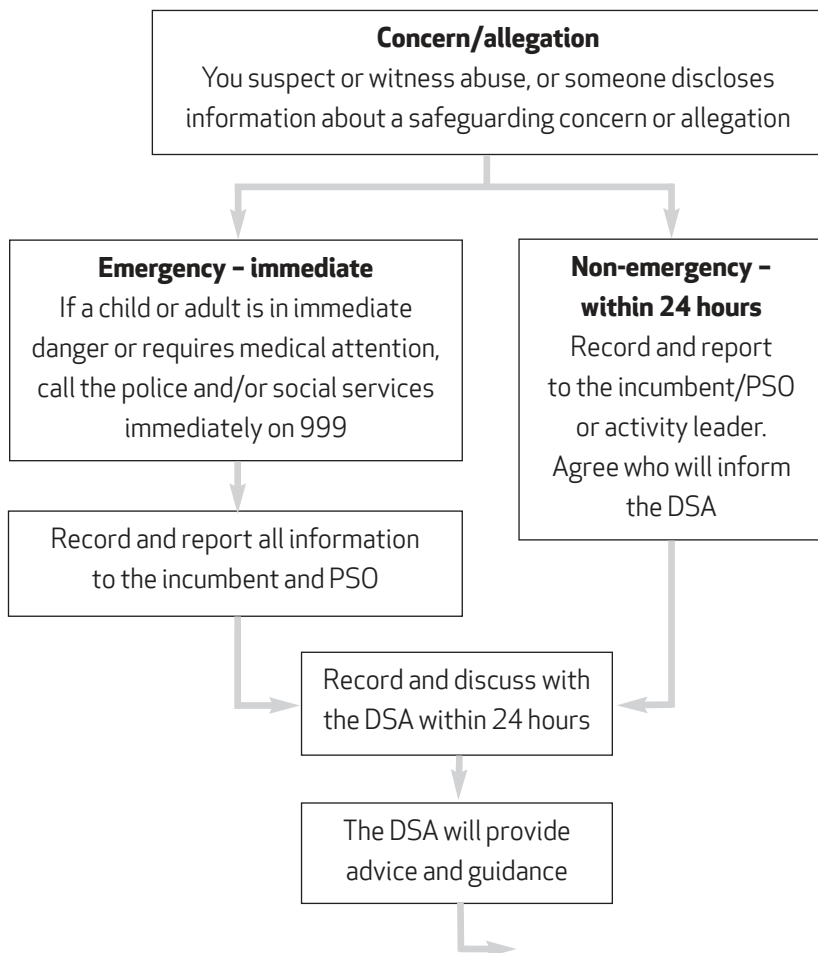 Concern/allegation
You suspect or witness abuse, or someone discloses
information about a safeguarding concern or allegation
Emergency – immediate
If a child or adult is in immediate
danger or requires medical attention,
call the police and/or social services
immediately on 999
Non-emergency –
within 24 hours
Record and report
to the incumbent/PSO
or activity leader.
Agree who will inform
the DSA
Record and report all information
to the incumbent and PSO
Record and discuss with
the DSA within 24 hours
The DSA will provide
advice and guidance